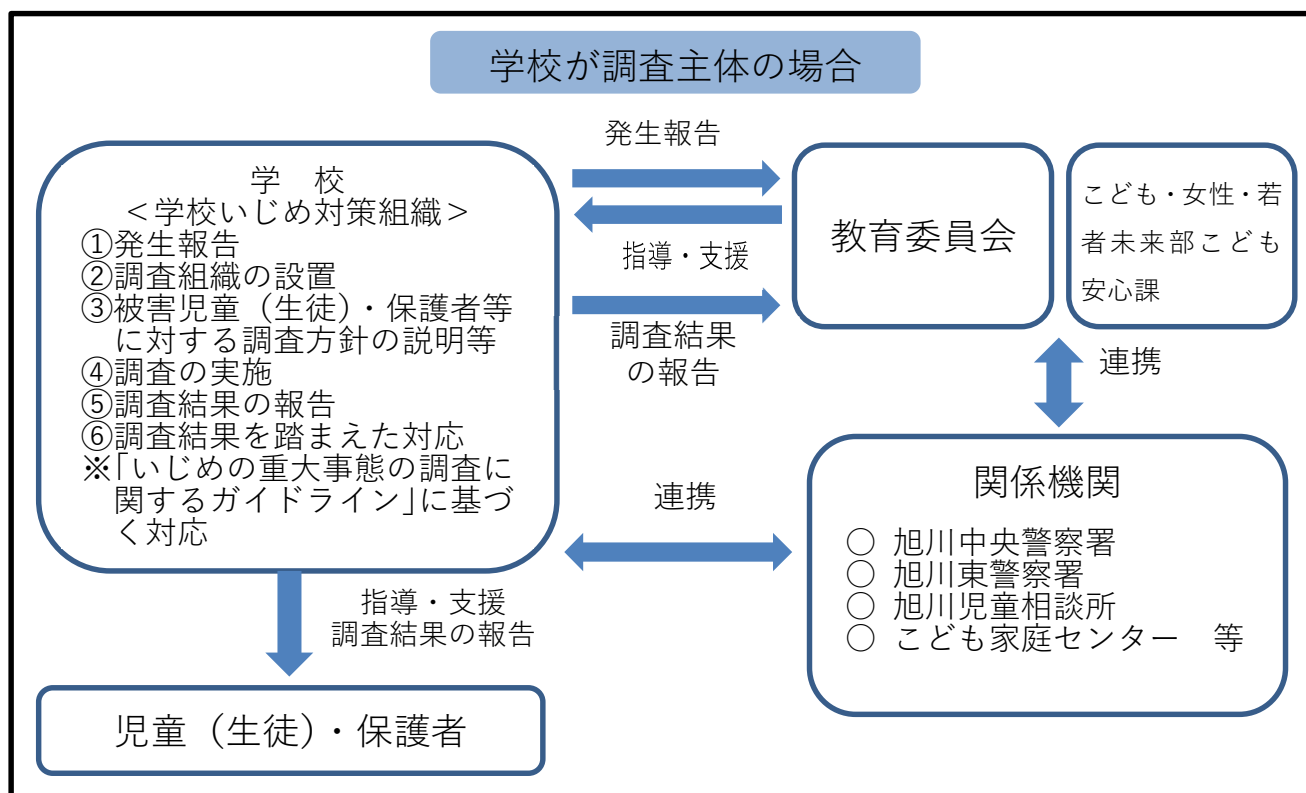 学校が調査主体の場合
学　校
＜学校いじめ対策組織＞
①発生報告
②調査組織の設置
③被害児童（生徒）・保護者等
に対する調査方針の説明等
④調査の実施
⑤調査結果の報告
⑥調査結果を踏まえた対応
※「いじめの重大事態の調査に
関するガイドライン」に基づ
く対応
発生報告
指導・支援
調査結果
の報告
教育委員会
こども・女性・若
者未来部こども
安心課
連携
連携
関係機関
○ 旭川中央警察署
○ 旭川東警察署
○ 旭川児童相談所
○ こども家庭センター　等
指導・支援
調査結果の報告
児童（生徒）・保護者